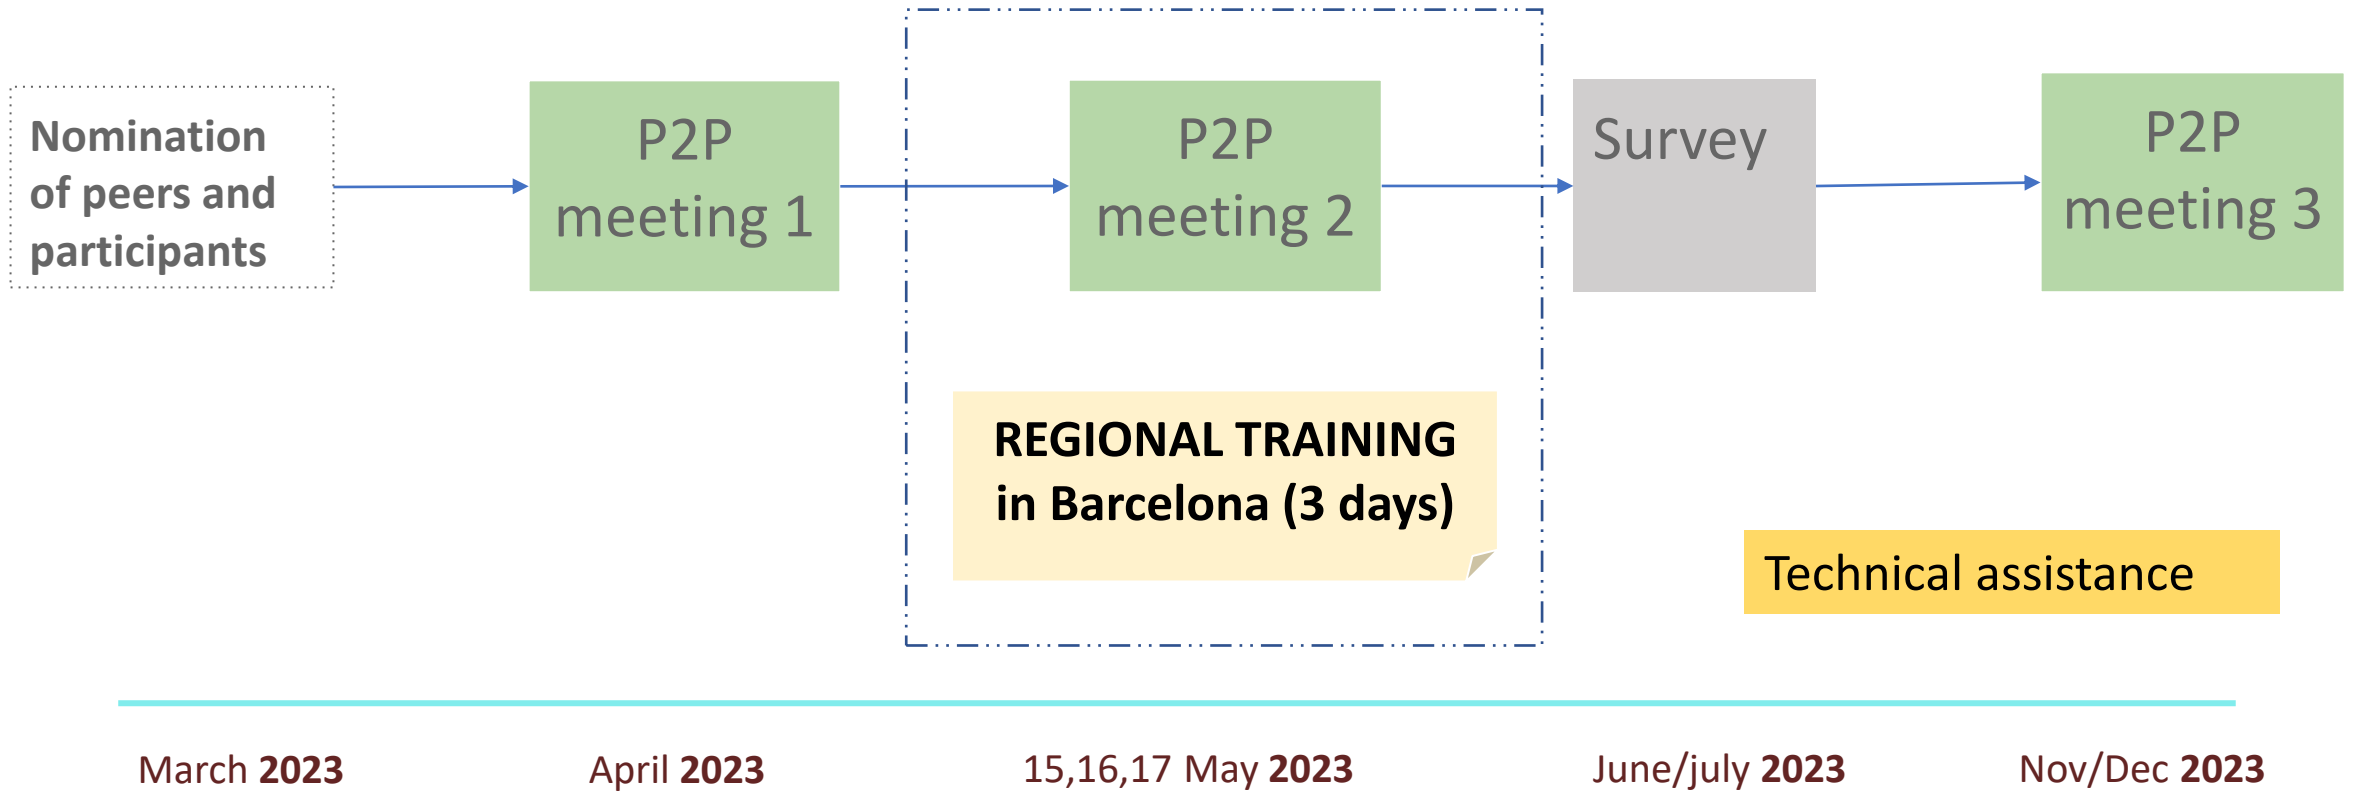 Nomination
of peers and
participants
P2P
meeting 1
P2P
meeting 2
Survey
P2P
meeting 3
REGIONAL TRAINING
in Barcelona (3 days)
Technical assistance
March 2023
April 2023
15,16,17 May 2023
June/july 2023
Nov/Dec 2023